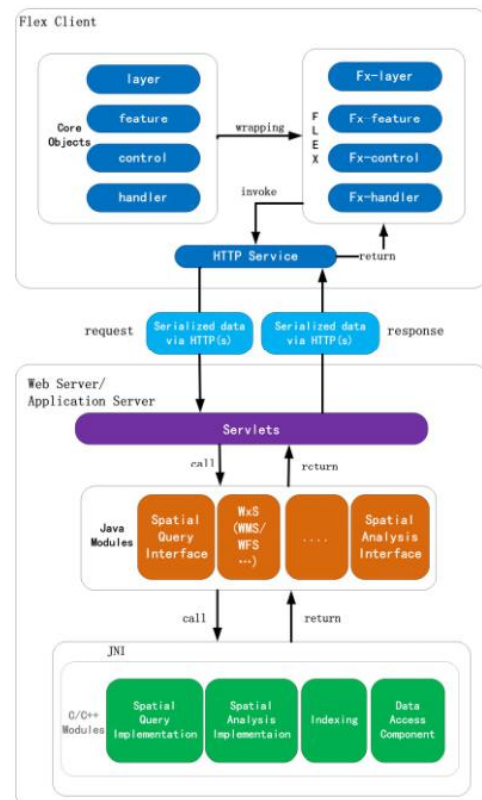 Flex Client
layer
Fx-layer
Core
Objects
feature
wrapping
F
L
E
X
Fx-feature
control
Fx-control
handler
invoke
Fx-handler
HTTP Service
return
request
Serialized data
via HTTP(s)
Serialized data
via HTTP(s)
response
Web Server/
Application Server
Servlets
call
return
Java
Modules
Spatial
Query
Interface
WxS
(WMS/
WFS
…)
....
Spatial
Analysis
Interface
call
return
JNI
C/C++
Modules
Spatial
Query
Implementation
Spatial
Analysis
Implementaion
Indexing
Data
Access
Component